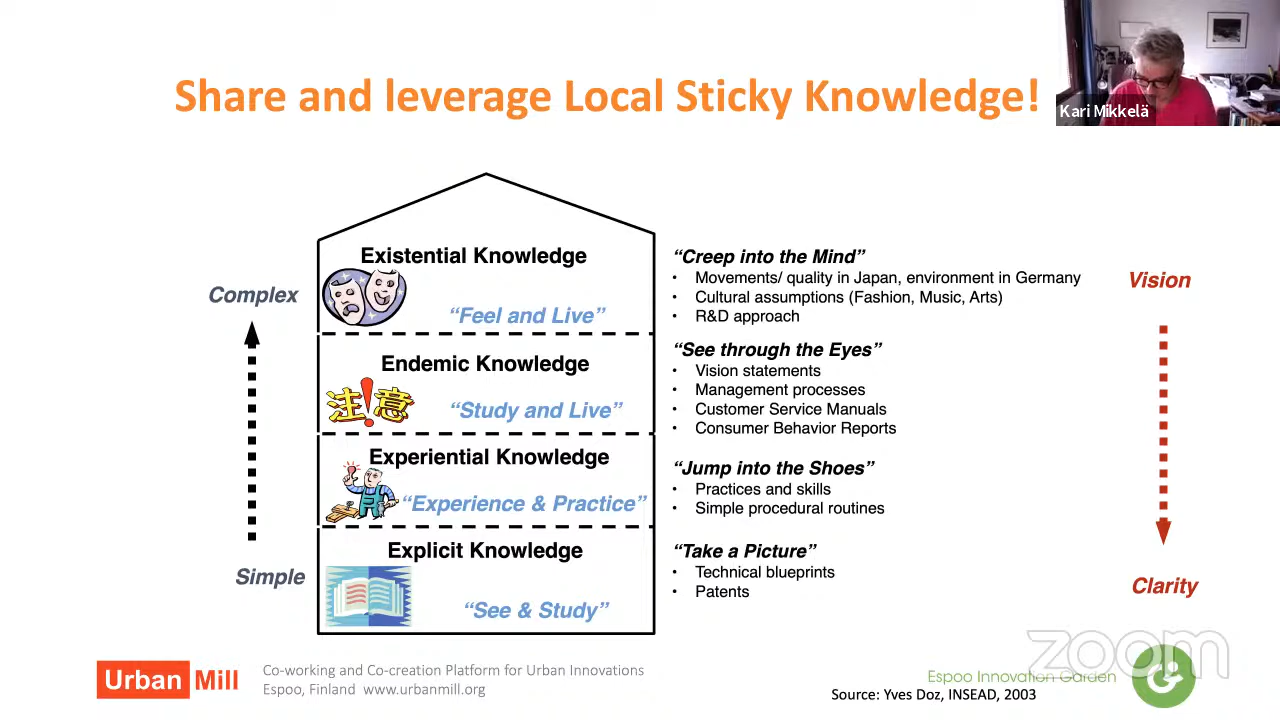 Share and leverage Local Sticky Knowledge!
Kari Mikkelä
Complex
Simple
Existential Knowledge
“Feel and Live”
Endemic Knowledge
注!意
“Study and Live”
Experiential Knowledge
“Experience & Practice”
Explicit Knowledge
“See & Study”
“Creep into the Mind”
• Movements/ quality in Japan, environment in Germany
• Cultural assumptions (Fashion, Music, Arts)
• R&D approach
“See through the Eyes”
• Vision statements
• Management processes
• Customer Service Manuals
• Consumer Behavior Reports
“Jump into the Shoes”
• Practices and skills
• Simple procedural routines
“Take a Picture”
• Technical blueprints
• Patents
Vision
Clarity
Urban Mill
Co-working and Co-creation Platform for Urban Innovations
Espoo, Finland www.urbanmill.org
Espoo Innovation Garden
Source: Yves Doz, INSEAD, 2003
zoom